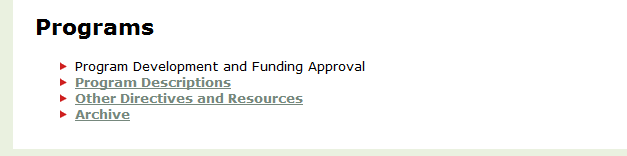 Programs
Program Development and Funding Approval
Program Descriptions
Other Directives and Resources
Archive